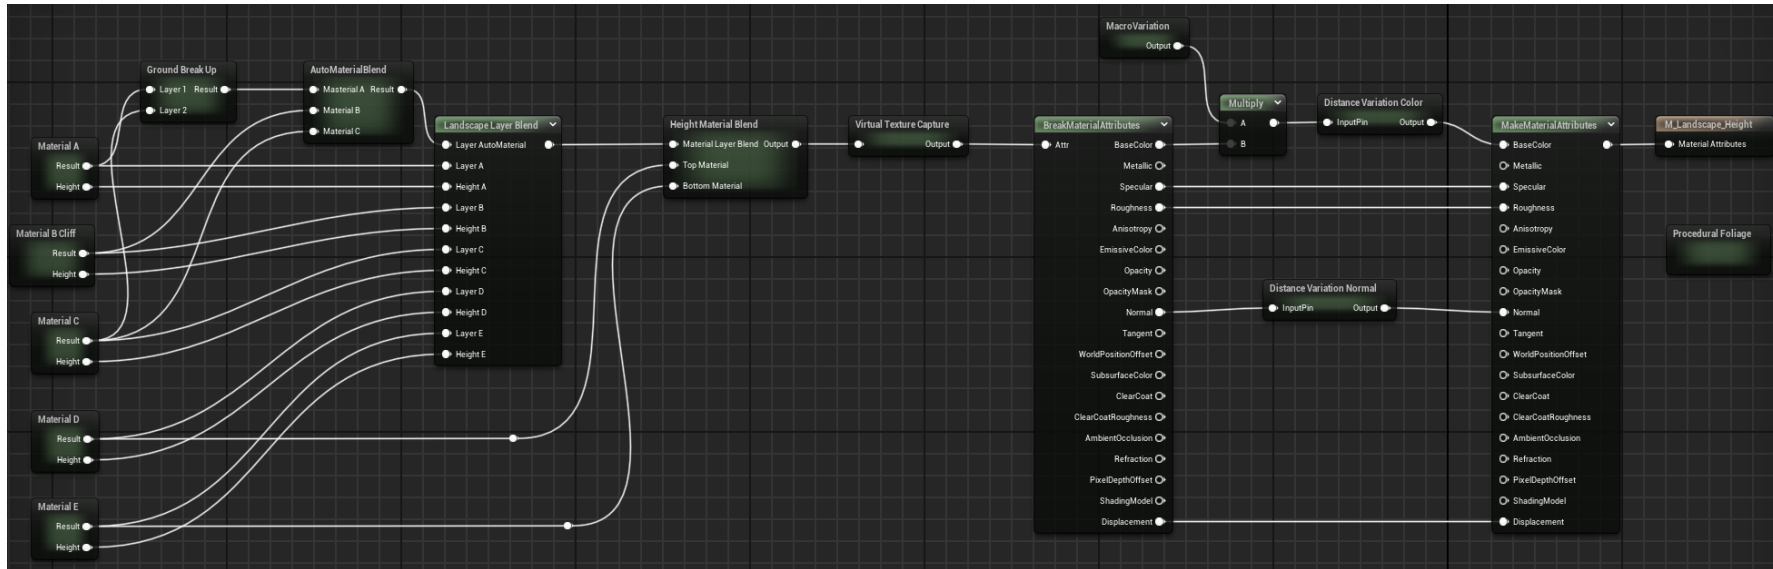 MacroVariation
Output
Ground Break Up
Layer 1 Result
Layer 2
AutoMaterialBlend
Masterial A Result
Material B
Material C
Material A
Result
Height
Material B Cliff
Result
Height
Material C
Result
Height
Material D
Result
Height
Material E
Result
Height
Landscape Layer Blend
Layer AutoMaterial
Layer A
Height A
Layer B
Height B
Layer C
Height C
Layer D
Height D
Layer E
Height E
Height Material Blend
Material Layer Blend Output
Top Material
Bottom Material
Virtual Texture Capture
Output
BreakMaterialAttributes
Attr BaseColor
Metallic
Specular
Roughness
Anisotropy
EmissiveColor
Opacity
OpacityMask
Normal
Tangent
WorldPositionOffset
SubsurfaceColor
ClearCoat
ClearCoatRoughness
AmbientOcclusion
Refraction
PixelDepthOffset
ShadingModel
Displacement
Multiply
A
B
Distance Variation Color
InputPin Output
Distance Variation Normal
InputPin Output
MakeMaterialAttributes
BaseColor
Metallic
Specular
Roughness
Anisotropy
EmissiveColor
Opacity
OpacityMask
Normal
Tangent
WorldPositionOffset
SubsurfaceColor
ClearCoat
ClearCoatRoughness
AmbientOcclusion
Refraction
PixelDepthOffset
ShadingModel
Displacement
M_Landscape_Height
Material Attributes
Procedural Foliage